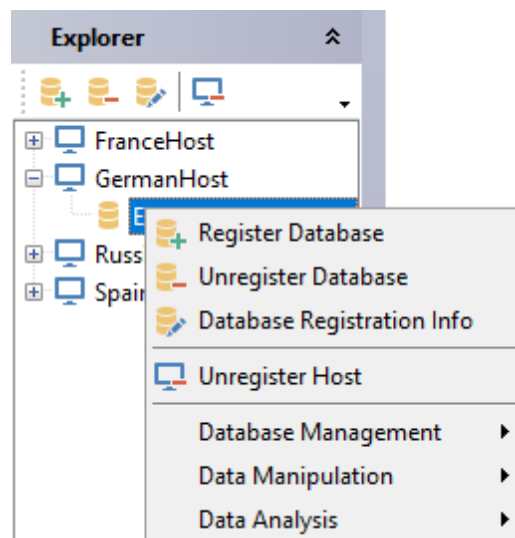 Explorer
FranceHost
GermanHost
Register Database
Unregister Database
Database Registration Info
Unregister Host
Database Management
Data Manipulation
Data Analysis